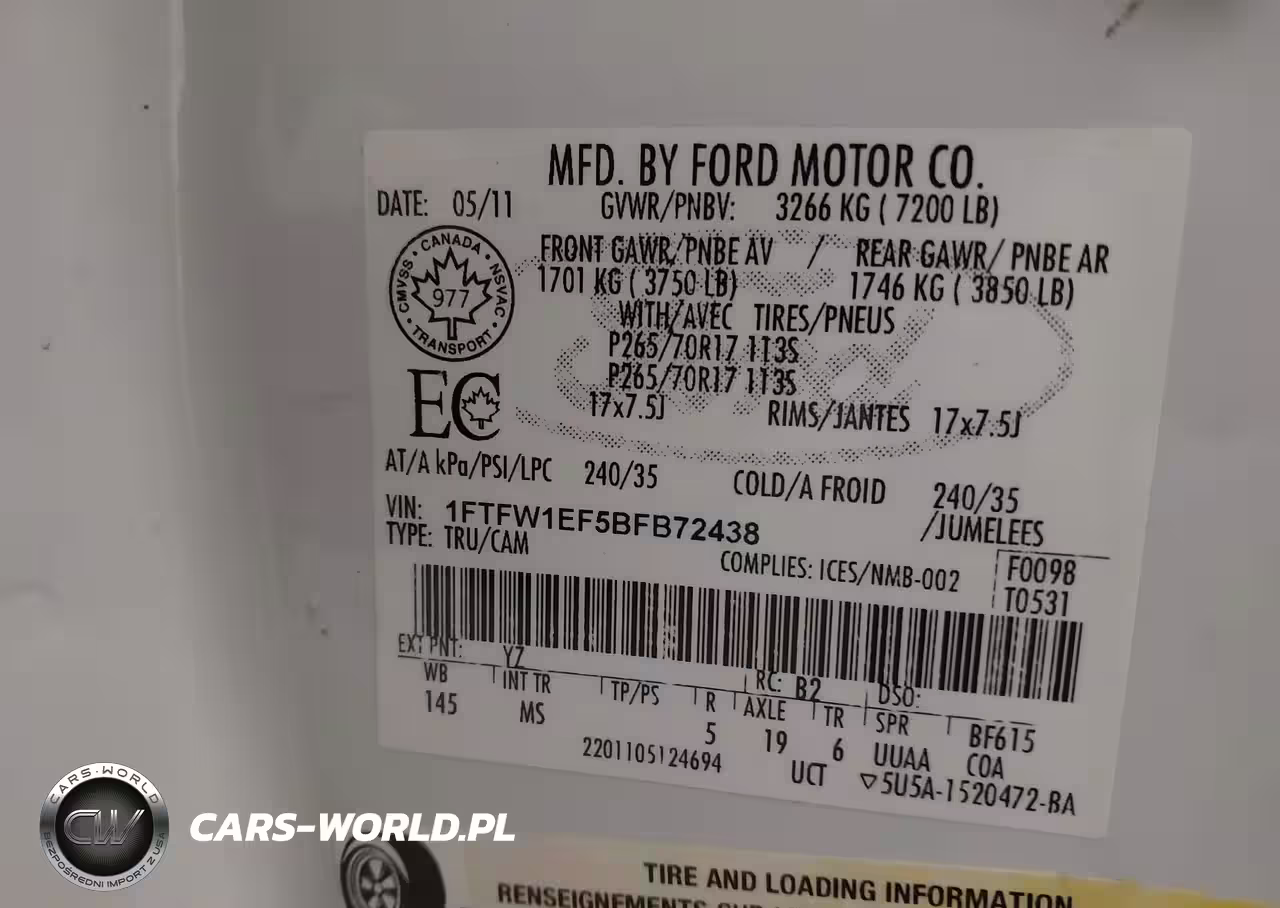 MFD. BY FORD MOTOR CO.
DATE: 05/11 GVWR/PNBV: 3266 KG ( 7200 LB)
FRONT GAWR/PNBE AV / REAR GAWR/ PNBE AR
1701 KG ( 3750 LB) 1746 KG ( 3850 LB)
WITH/AVEC TIRES/PNEUS
P265/70R17 113S
P265/70R17 113S
17x7.5J RIMS/JANTES 17x7.5J
CANADA
CMVSS 977 NSVAC
TRANSPORT
EC
AT/A kPa/PSI/LPC 240/35 COLD/A FROID 240/35
VIN: 1FTFW1EF5BFB72438 /JUMELEES
TYPE: TRU/CAM
COMPLIES: ICES/NMB-002 F0098
T0531
EXT PNT: YZ RC: B2 DSO:
WB INT TR TP/PS R AXLE TR SPR BF615
145 MS 5 19 6 UUAA COA
2201105124694 UCT ▽5U5A-1520472-BA
CARS-WORLD
CW
BEZPOŚREDNI IMPORT Z USA
CARS-WORLD.PL
TIRE AND LOADING INFORMATION
RENSEIGNEMENTS